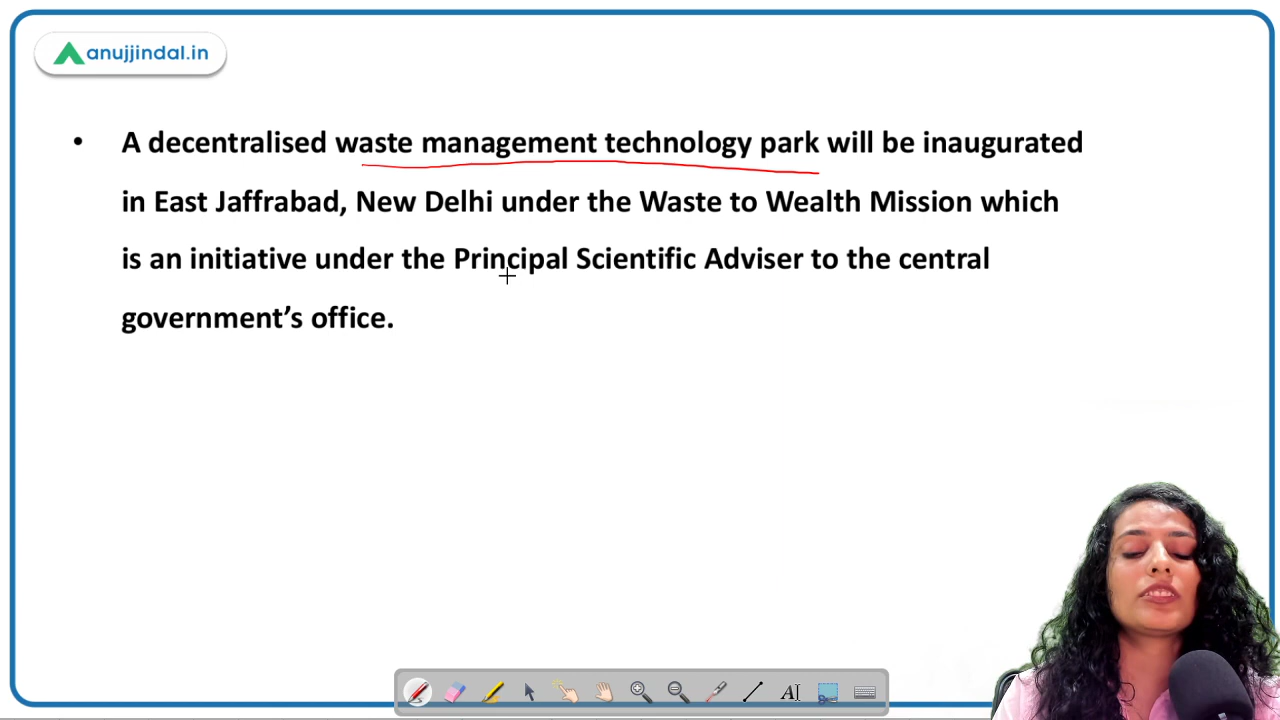 anujjindal.in
• A decentralised waste management technology park will be inaugurated
in East Jaffrabad, New Delhi under the Waste to Wealth Mission which
is an initiative under the Principal Scientific Adviser to the central
government’s office.
AI